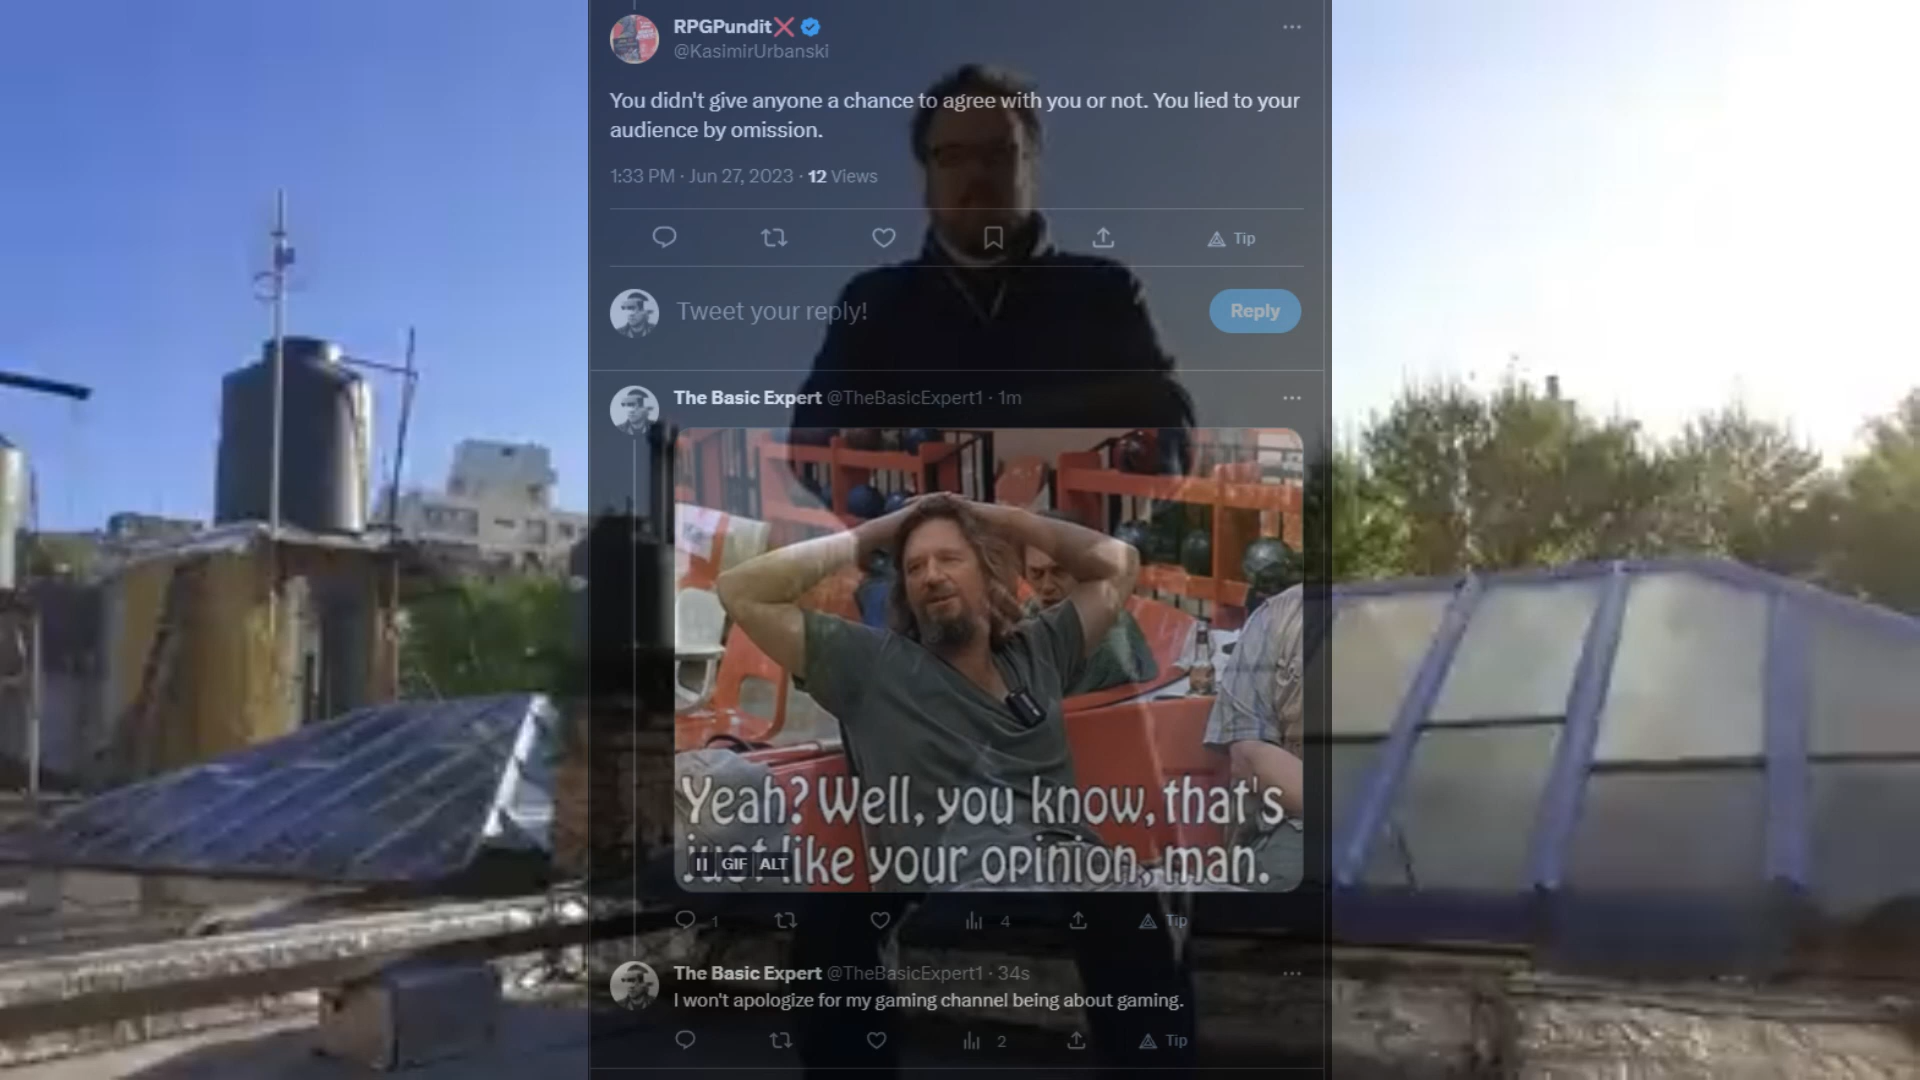 RPGPundit❌
@KasimirUrbanski
You didn't give anyone a chance to agree with you or not. You lied to your
audience by omission.
1:33 PM · Jun 27, 2023 · 12 Views
Tip
Tweet your reply!
Reply
The Basic Expert @TheBasicExpert1 · 1m
Yeah? Well, you know, that's
just like your opinion, man.
GIF ALT
1 4 Tip
The Basic Expert @TheBasicExpert1 · 34s
I won't apologize for my gaming channel being about gaming.
2 Tip